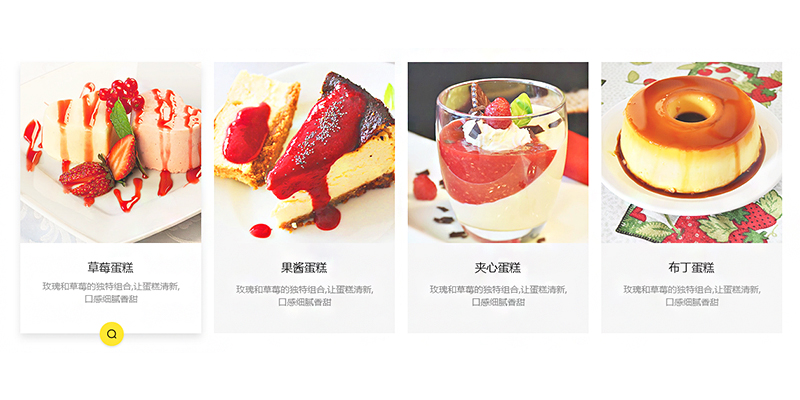 草莓蛋糕
玫瑰和草莓的独特组合,让蛋糕清新,
口感细腻香甜
果酱蛋糕
玫瑰和草莓的独特组合,让蛋糕清新,
口感细腻香甜
夹心蛋糕
玫瑰和草莓的独特组合,让蛋糕清新,
口感细腻香甜
布丁蛋糕
玫瑰和草莓的独特组合,让蛋糕清新,
口感细腻香甜